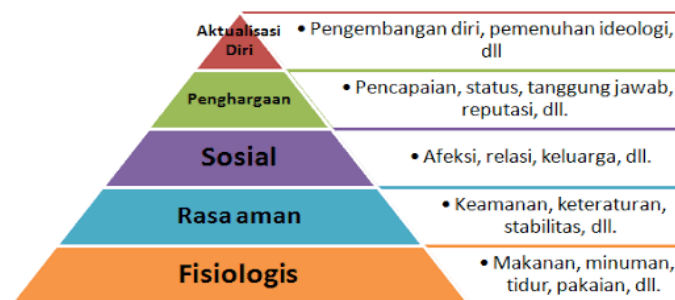 Aktualisasi
Diri
• Pengembangan diri, pemenuhan ideologi,
dll
Penghargaan
• Pencapaian, status, tanggung jawab,
reputasi, dll.
Sosial
• Afeksi, relasi, keluarga, dll.
Rasa aman
• Keamanan, keteraturan,
stabilitas, dll.
Fisiologis
• Makanan, minuman,
tidur, pakaian, dll.